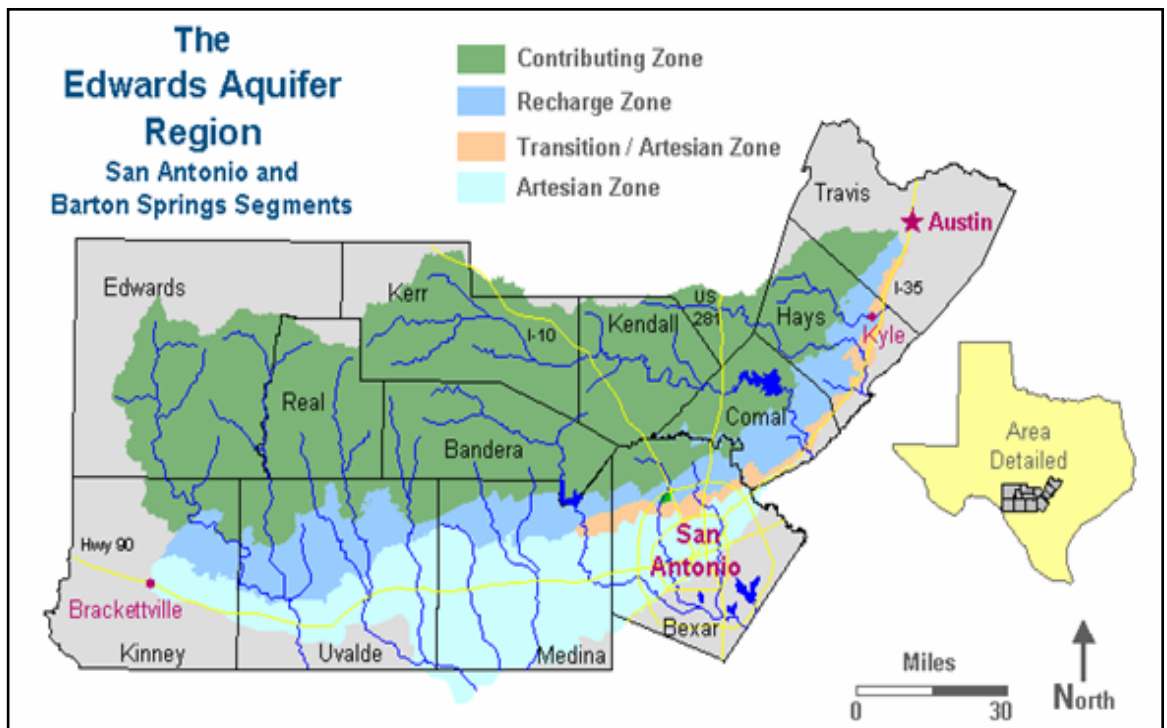 The
Edwards Aquifer
Region
San Antonio and
Barton Springs Segments
Contributing Zone
Recharge Zone
Transition / Artesian Zone
Artesian Zone
Travis
Austin
Edwards
Kerr
I-10
Kendall
US
281
Hays
I-35
Kyle
Real
Bandera
Comal
Area
Detailed
Hwy 90
San
Antonio
Brackettville
Kinney
Uvalde
Medina
Bexar
Miles
0
30
North